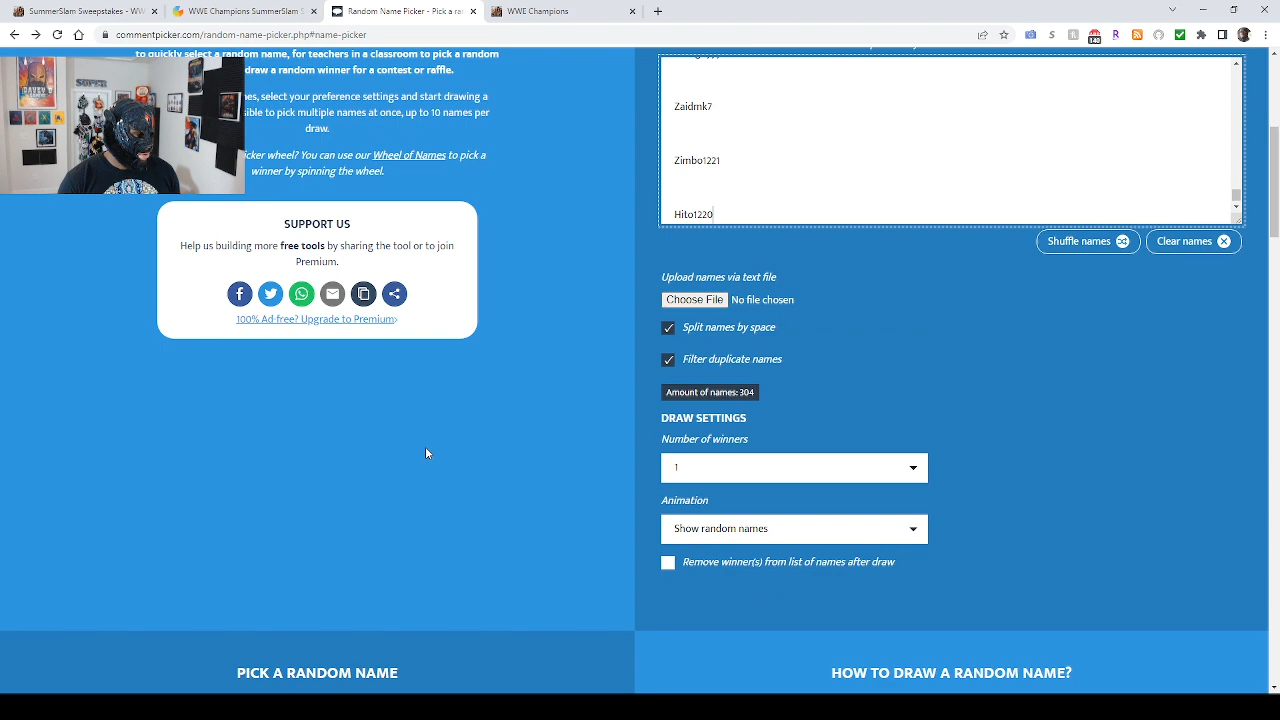 SummerSlam Sweepstakes - WW
WWE Champions SummerSlam S
Random Name Picker - Pick a ra
WWE Champions
commentpicker.com/random-name-picker.php#name-picker
140
to quickly select a random name, for teachers in a classroom to pick a random
draw a random winner for a contest or raffle.
es, select your preference settings and start drawing a
sible to pick multiple names at once, up to 10 names per
draw.
icker wheel? You can use our Wheel of Names to pick a
winner by spinning the wheel.
SUPPORT US
Help us building more free tools by sharing the tool or to join
Premium.
100% Ad-free? Upgrade to Premium›
Zaidmk7
Zimbo1221
Hito1220
Shuffle names
Clear names
Upload names via text file
Choose File No file chosen
Split names by space
Filter duplicate names
Amount of names: 304
DRAW SETTINGS
Number of winners
1
Animation
Show random names
Remove winner(s) from list of names after draw
PICK A RANDOM NAME
HOW TO DRAW A RANDOM NAME?